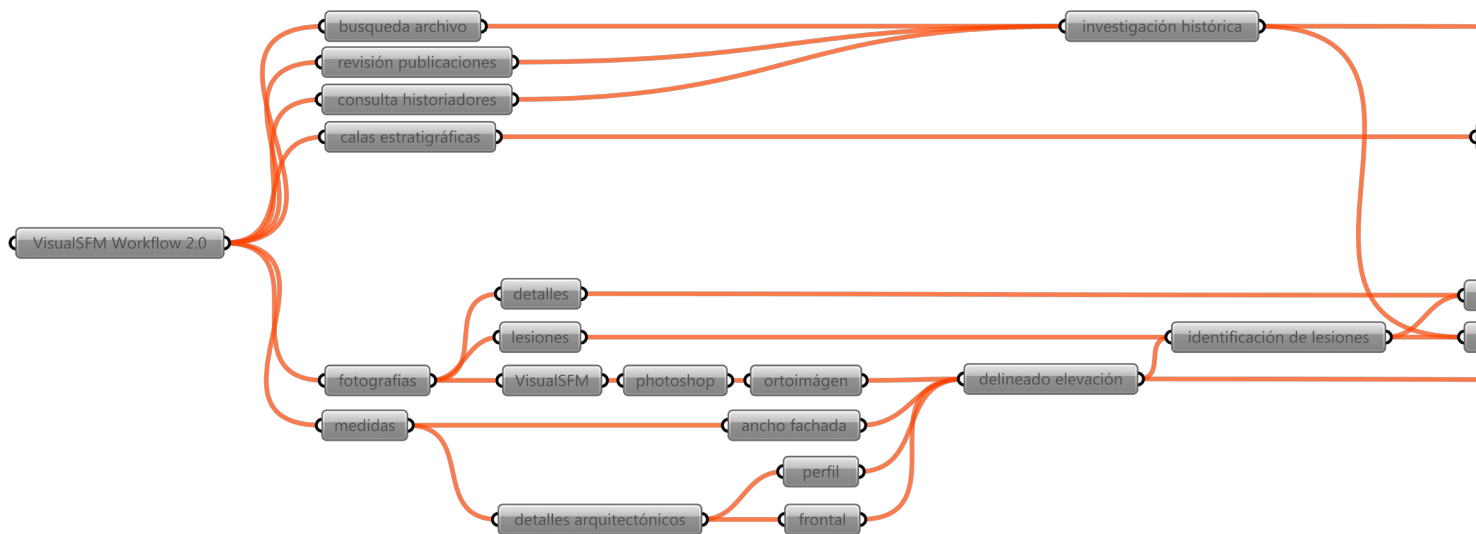 busqueda archivo
investigación histórica
revisión publicaciones
consulta historiadores
calas estratigráficas
VisualSFM Workflow 2.0
detalles
lesiones
identificación de lesiones
fotografías
VisualSFM
photoshop
ortoimágen
delineado elevación
medidas
ancho fachada
perfil
detalles arquitectónicos
frontal